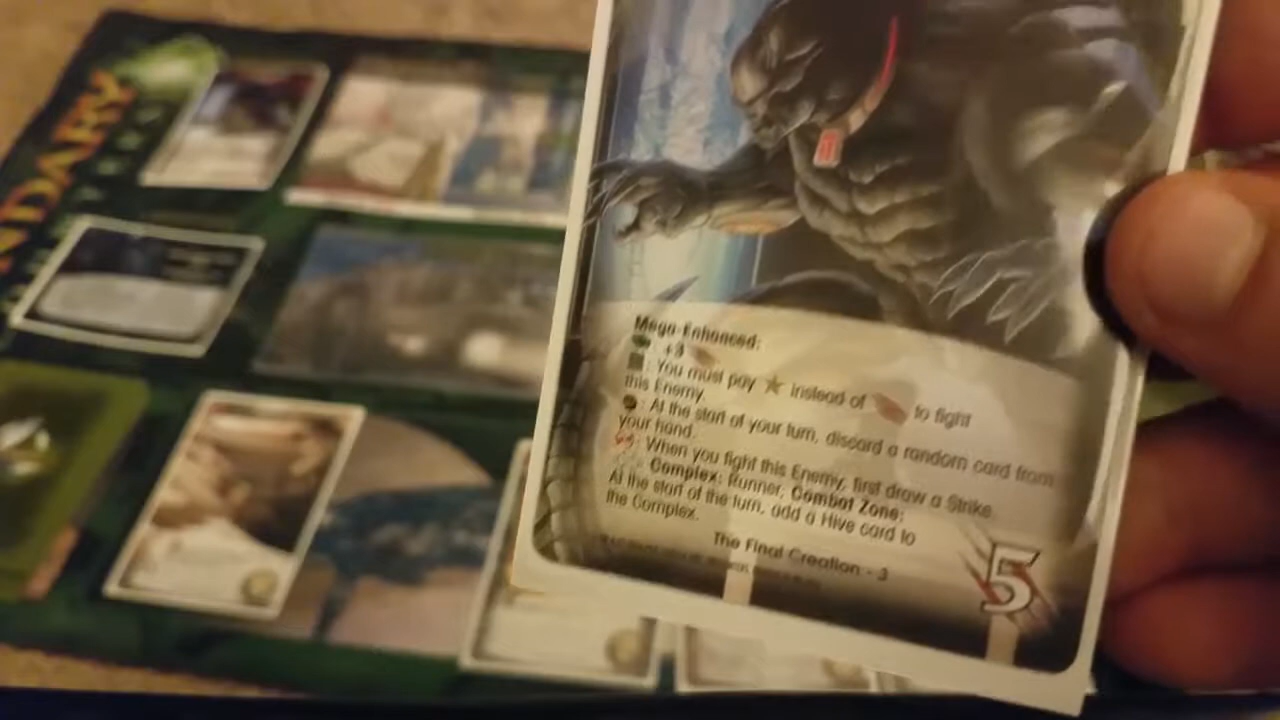 NDARY
Mega-Enhanced:
: +3
: You must pay ★ instead of to fight
this Enemy.
: At the start of your turn, discard a random card from
your hand.
: When you fight this Enemy, first draw a Strike.
Complex: Runner, Combat Zone:
At the start of the turn, add a Hive card to
the Complex.
The Final Creation - 3
5